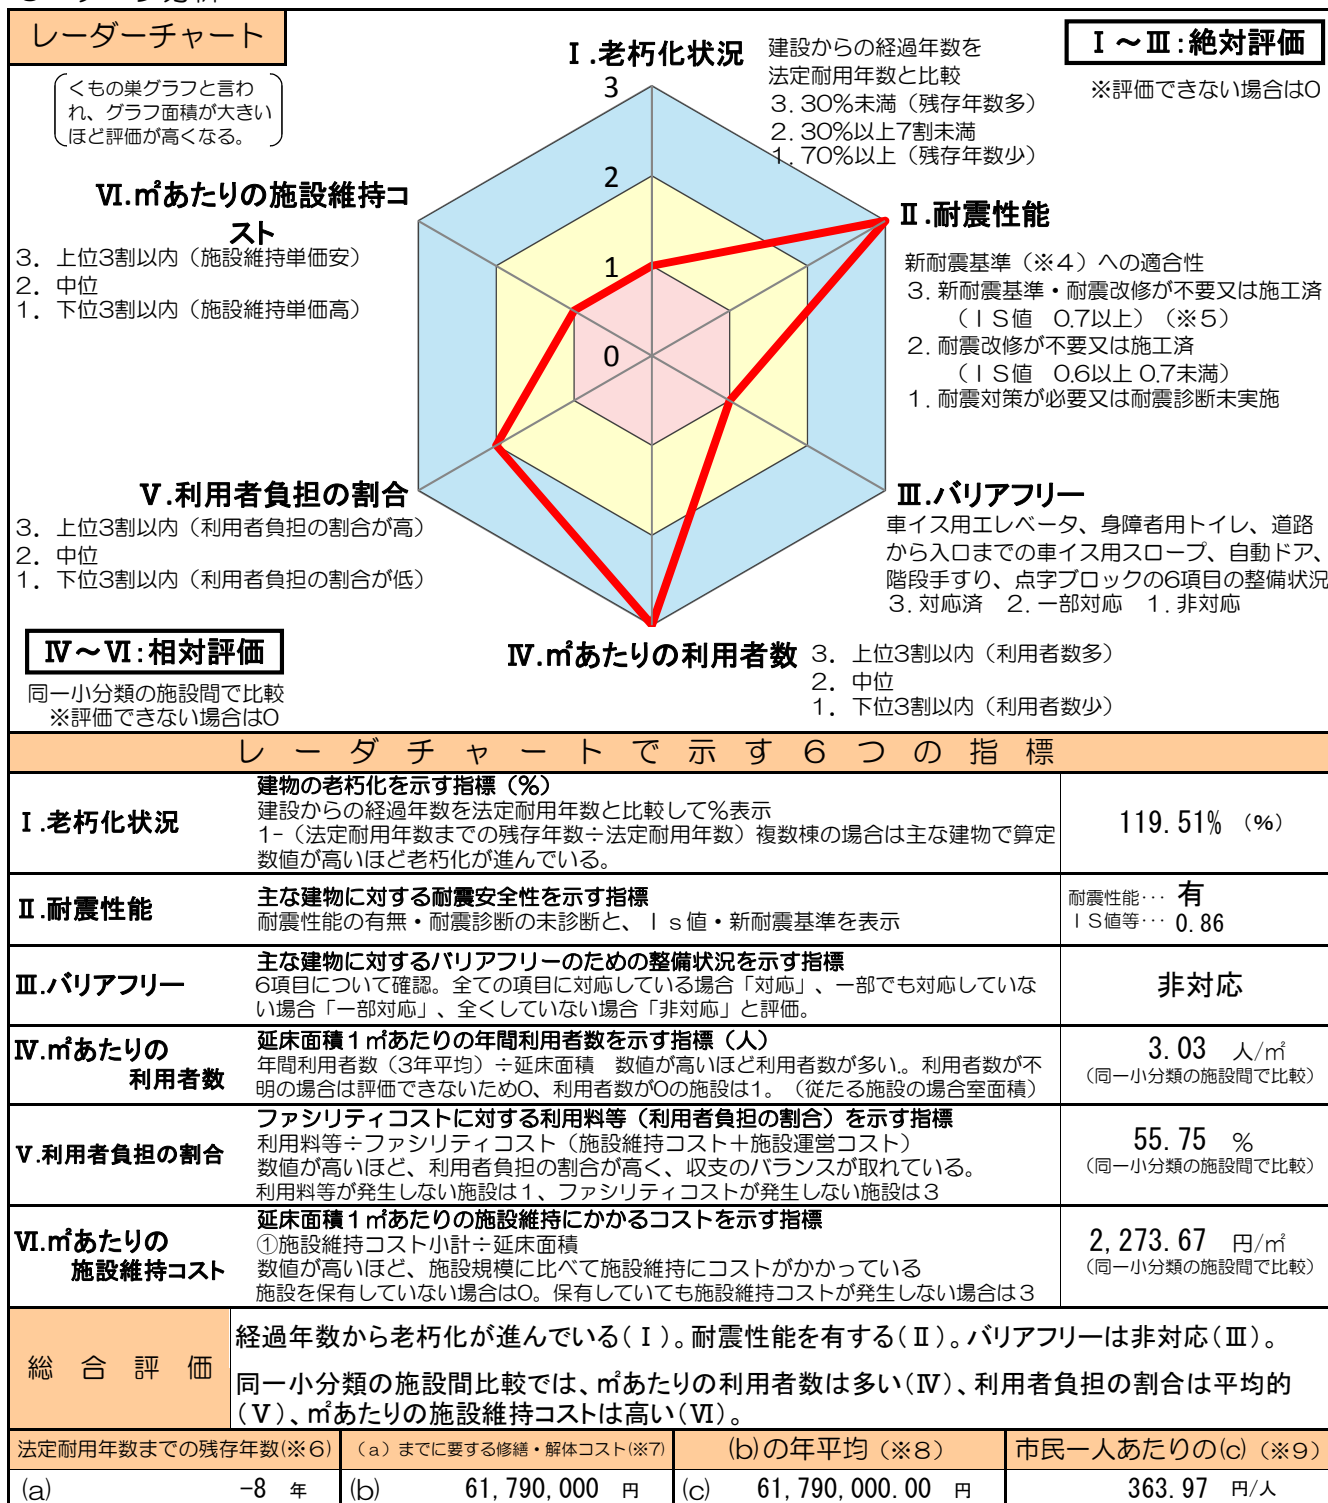 レーダーチャート
くもの巣グラフと言わ
れ、グラフ面積が大きい
ほど評価が高くなる。
Ⅰ.老朽化状況
建設からの経過年数を
法定耐用年数と比較
3.30%未満（残存年数多）
2.30%以上7割未満
1.70%以上（残存年数少）
Ⅰ～Ⅲ:絶対評価
※評価できない場合は0
3
2
1
0
Ⅵ.㎡あたりの施設維持コ
スト
3. 上位3割以内（施設維持単価安）
2. 中位
1. 下位3割以内（施設維持単価高）
Ⅱ.耐震性能
新耐震基準（※4）への適合性
3. 新耐震基準・耐震改修が不要又は施工済
（ＩＳ値 0.7以上）（※5）
2. 耐震改修が不要又は施工済
（ＩＳ値 0.6以上 0.7未満）
1. 耐震対策が必要又は耐震診断未実施
Ⅴ.利用者負担の割合
3. 上位3割以内（利用者負担の割合が高）
2. 中位
1. 下位3割以内（利用者負担の割合が低）
Ⅲ.バリアフリー
車イス用エレベータ、身障者用トイレ、道路
から入口までの車イス用スロープ、自動ドア、
階段手すり、点字ブロックの6項目の整備状況
3. 対応済 2. 一部対応 1. 非対応
Ⅳ～Ⅵ:相対評価
同一小分類の施設間で比較
※評価できない場合は0
Ⅳ.㎡あたりの利用者数
3. 上位3割以内（利用者数多）
2. 中位
1. 下位3割以内（利用者数少）
レーダチャートで示す6つの指標
Ⅰ.老朽化状況
建物の老朽化を示す指標（%）
建設からの経過年数を法定耐用年数と比較して%表示
1-（法定耐用年数までの残存年数÷法定耐用年数）複数棟の場合は主な建物で算定
数値が高いほど老朽化が進んでいる。
119.51% （%）
Ⅱ.耐震性能
主な建物に対する耐震安全性を示す指標
耐震性能の有無・耐震診断の未診断と、Ｉｓ値・新耐震基準を表示
耐震性能… 有
ＩＳ値等… 0.86
Ⅲ.バリアフリー
主な建物に対するバリアフリーのための整備状況を示す指標
6項目について確認。全ての項目に対応している場合「対応」、一部でも対応していな
い場合「一部対応」、全くしていない場合「非対応」と評価。
非対応
Ⅳ.㎡あたりの
利用者数
延床面積１㎡あたりの年間利用者数を示す指標（人）
年間利用者数（3年平均）÷延床面積 数値が高いほど利用者数が多い。利用者数が不
明の場合は評価できないため0、利用者数が0の施設は1。（従たる施設の場合室面積）
3.03 人/㎡
（同一小分類の施設間で比較）
Ⅴ.利用者負担の割合
ファシリティコストに対する利用料等（利用者負担の割合）を示す指標
利用料等÷ファシリティコスト（施設維持コスト＋施設運営コスト）
数値が高いほど、利用者負担の割合が高く、収支のバランスが取れている。
利用料等が発生しない施設は１、ファシリティコストが発生しない施設は３
55.75 %
（同一小分類の施設間で比較）
Ⅵ.㎡あたりの
施設維持コスト
延床面積１㎡あたりの施設維持にかかるコストを示す指標
①施設維持コスト小計÷延床面積
数値が高いほど、施設規模に比べて施設維持にコストがかかっている
施設を保有していない場合は0。保有していても施設維持コストが発生しない場合は３
2,273.67 円/㎡
（同一小分類の施設間で比較）
総合評価
経過年数から老朽化が進んでいる(Ⅰ)。耐震性能を有する(Ⅱ)。バリアフリーは非対応(Ⅲ)。
同一小分類の施設間比較では、㎡あたりの利用者数は多い(Ⅳ)、利用者負担の割合は平均的
(Ⅴ)、㎡あたりの施設維持コストは高い(Ⅵ)。
法定耐用年数までの残存年数(※6)
（a）までに要する修繕・解体コスト(※7)
(b)の年平均（※8）
市民一人あたりの(c)（※9）
(a) -8 年
(b) 61,790,000 円
(c) 61,790,000.00 円
363.97 円/人